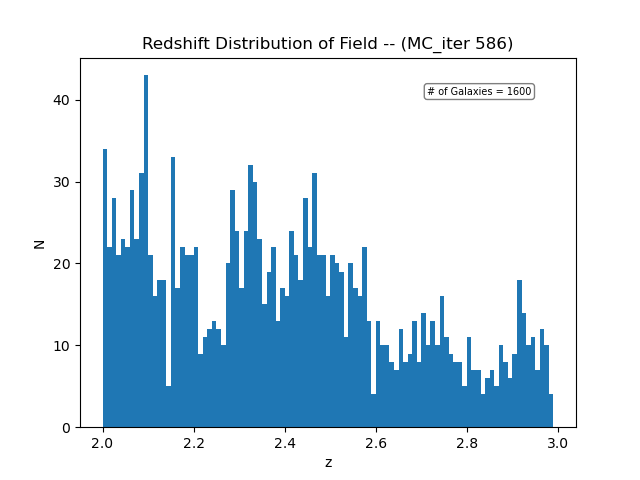 Redshift Distribution of Field -- (MC_iter 586)
# of Galaxies = 1600
40
30
20
10
0
N
2.0 2.2 2.4 2.6 2.8 3.0
z